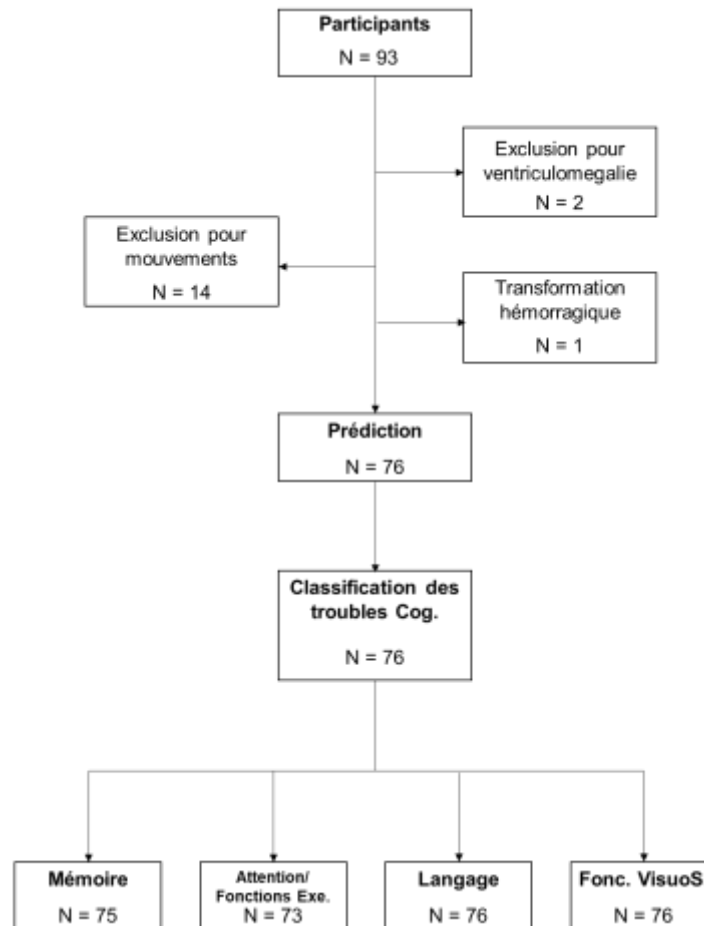 Participants
N = 93
Exclusion pour
ventriculomegalie
N = 2
Exclusion pour
mouvements
N = 14
Transformation
hémorragique
N = 1
Prédiction
N = 76
Classification des
troubles Cog.
N = 76
Mémoire
N = 75
Attention/
Fonctions Exe.
N = 73
Langage
N = 76
Fonc. VisuoS
N = 76